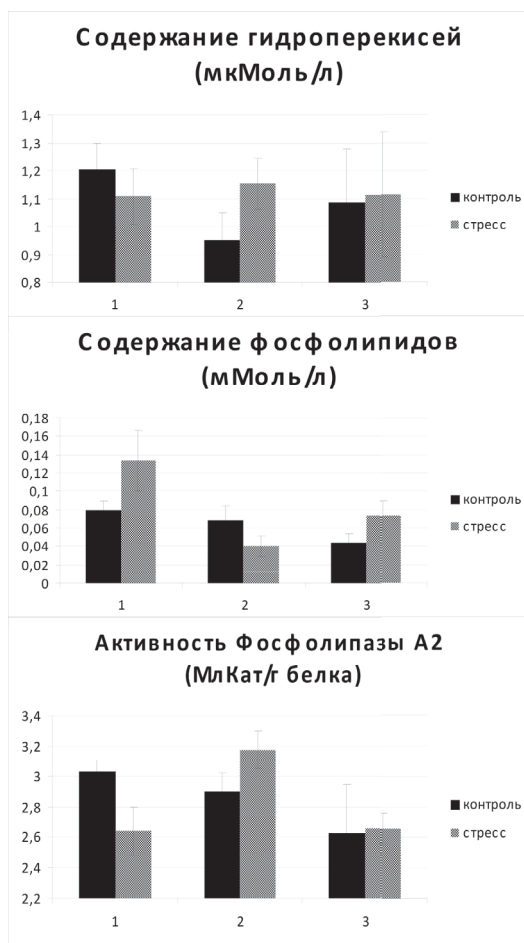 Содержание гидроперекисей
(мкМоль/л)
1,4
1,3
1,2
1,1
1
0,9
0,8
1 2 3
контроль
стресс
Содержание фосфолипидов
(мМоль/л)
0,18
0,16
0,14
0,12
0,1
0,08
0,06
0,04
0,02
0
1 2 3
контроль
стресс
Активность Фосфолипазы А2
(МлКат/г белка)
3,4
3,2
3
2,8
2,6
2,4
2,2
1 2 3
контроль
стресс